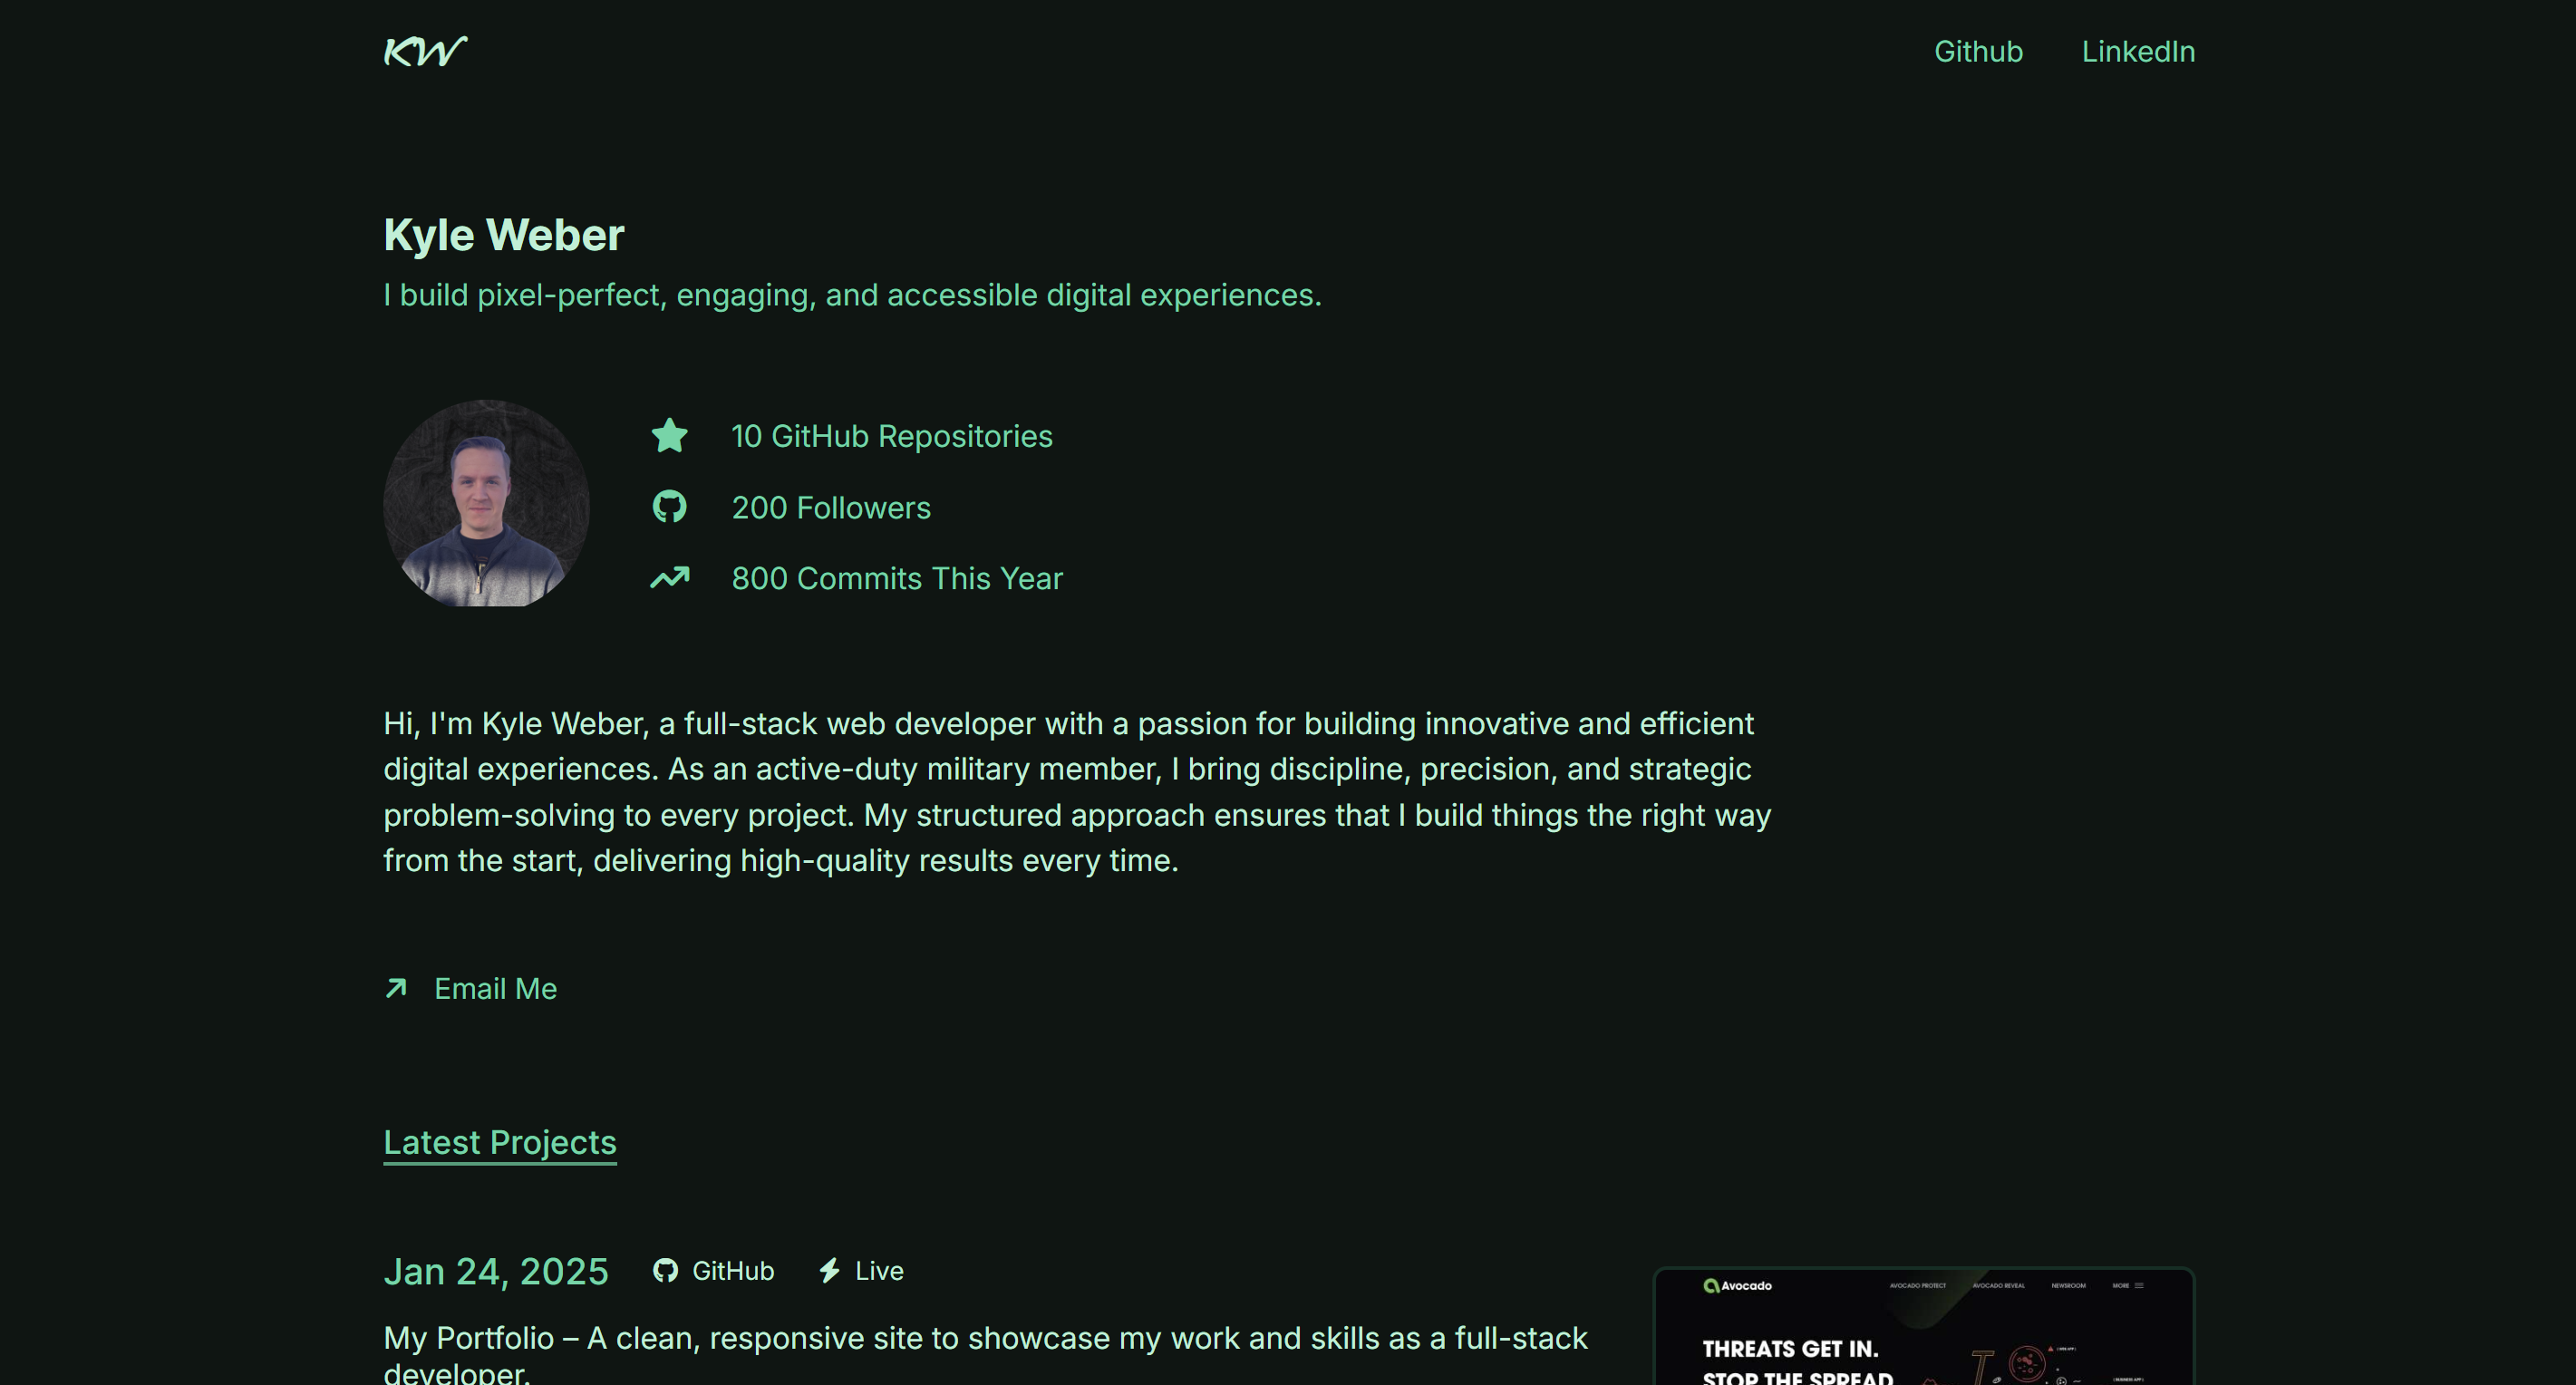 KW
Github LinkedIn
Kyle Weber
I build pixel-perfect, engaging, and accessible digital experiences.
10 GitHub Repositories
200 Followers
800 Commits This Year
Hi, I'm Kyle Weber, a full-stack web developer with a passion for building innovative and efficient
digital experiences. As an active-duty military member, I bring discipline, precision, and strategic
problem-solving to every project. My structured approach ensures that I build things the right way
from the start, delivering high-quality results every time.
Email Me
Latest Projects
Jan 24, 2025 GitHub Live
My Portfolio – A clean, responsive site to showcase my work and skills as a full-stack
developer.
Avocado AVOCADO PROTECT AVOCADO REVEAL NEWSROOM MORE
THREATS GET IN.
STOP THE SPREAD